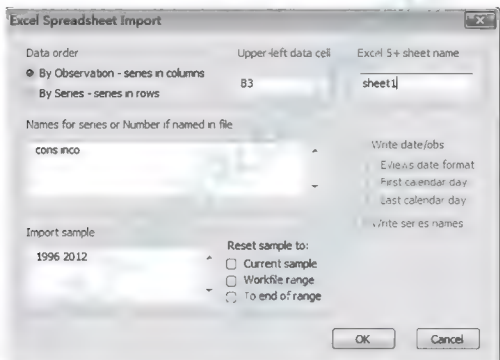 Excel Spreadsheet Import
Data order
By Observation - series in columns
By Series - series in rows
Upper-left data cell
B3
Excel 5+ sheet name
sheet1
Names for series or Number if named in file
cons inco
Write date/obs
Eviews date format
First calendar day
Last calendar day
Write series names
Import sample
1996 2012
Reset sample to:
Current sample
Workfile range
To end of range
OK
Cancel